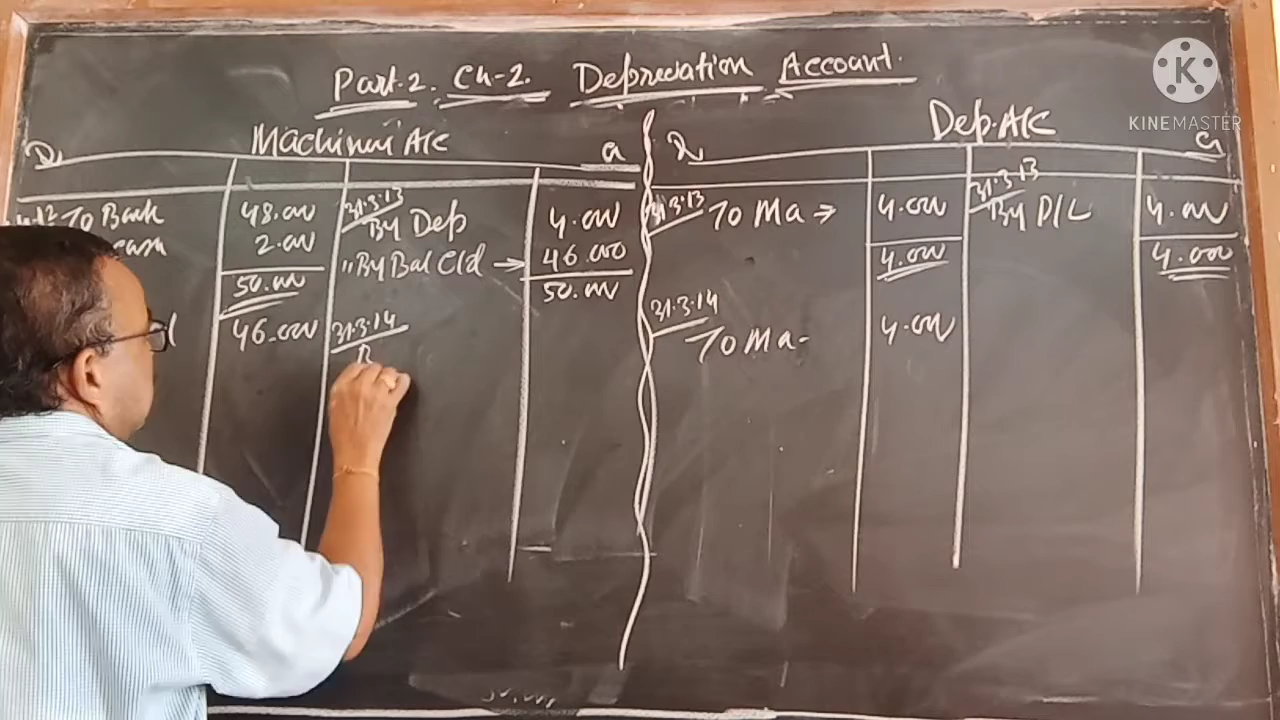 Part.2. Ch-2. Depreciation Account.
K
KINEMASTER
Machinery A/c
Dr
Cr
To Bank 48.000 31.3.13 By Dep 4.000
cash 2.000 " By Bal C/d → 46.000
50.000 50.000
46.000 31.3.14
B
Dep. A/c
Dr
Cr
31.3.13 To Ma → 4.000 31.3.13 By P/L 4.000
4.000 4.000
31.3.14 To Ma- 4.000